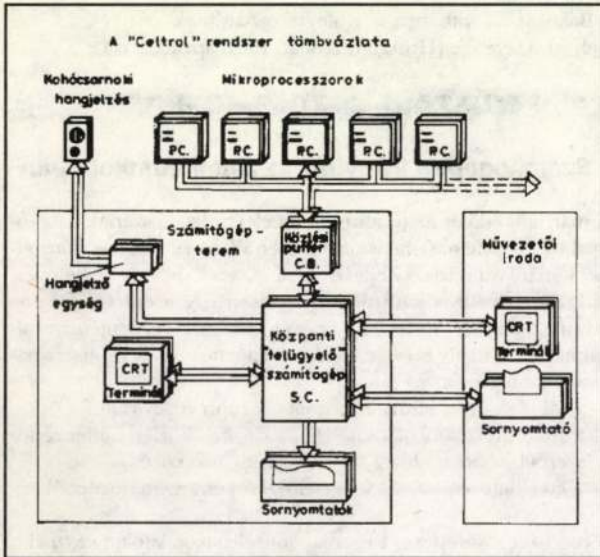 A "Celtrol" rendszer tömbvázlata
Kohócsarnoki
hangjelzés
Mikroprocesszorok
P.C.
R.C.
R.C.
R.C.
R.C.
Számítógép-
terem
Közlési
puffer
C.B.
Művezetői
iroda
Hangjelző
egység
CRT
Terminál
Központi
"felügyelő"
számítógép
S.C.
CRT
Terminál
Sornyomtató
Sornyomtatók